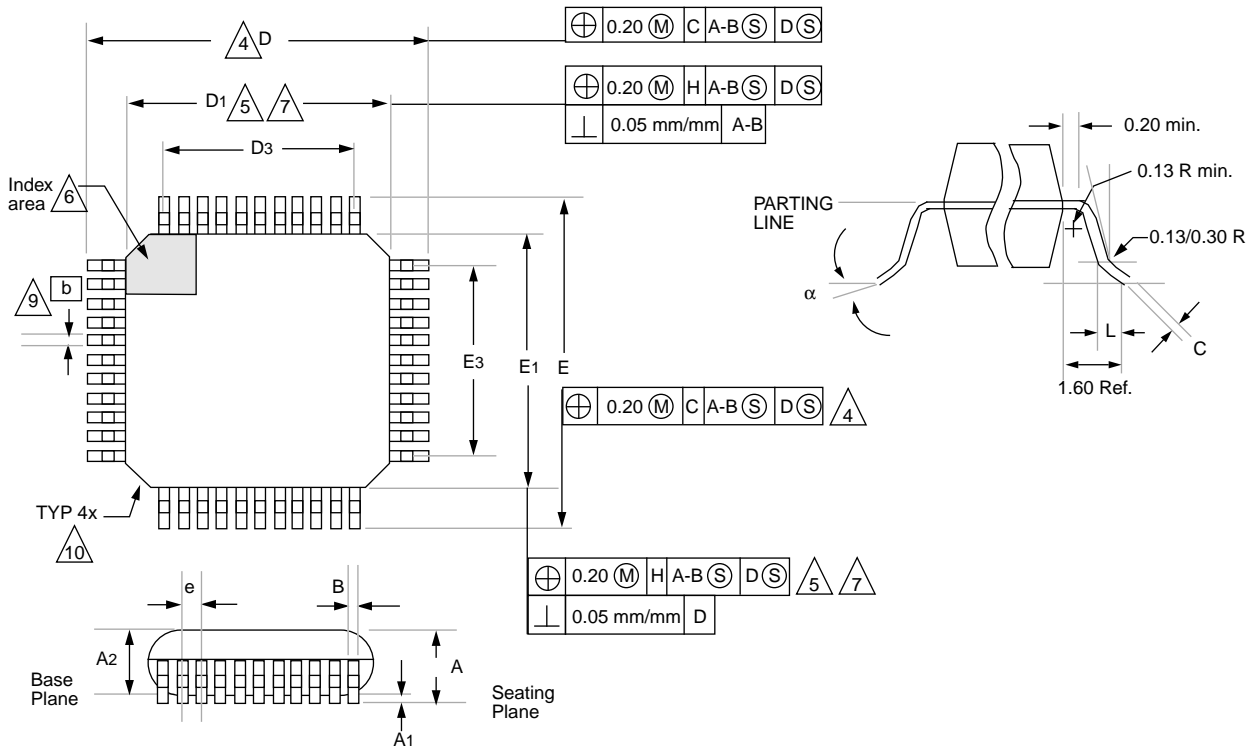 4 D
⊕ 0.20 Ⓜ C A-B Ⓢ D Ⓢ
D1 5 7
⊕ 0.20 Ⓜ H A-B Ⓢ D Ⓢ
⊥ 0.05 mm/mm A-B
D3
Index
area 6
9 b
E3
E1
E
⊕ 0.20 Ⓜ C A-B Ⓢ D Ⓢ 4
TYP 4x
10
⊕ 0.20 Ⓜ H A-B Ⓢ D Ⓢ 5 7
⊥ 0.05 mm/mm D
0.20 min.
0.13 R min.
PARTING
LINE
0.13/0.30 R
α
L
C
1.60 Ref.
e
B
A2
A
Base
Plane
Seating
Plane
A1